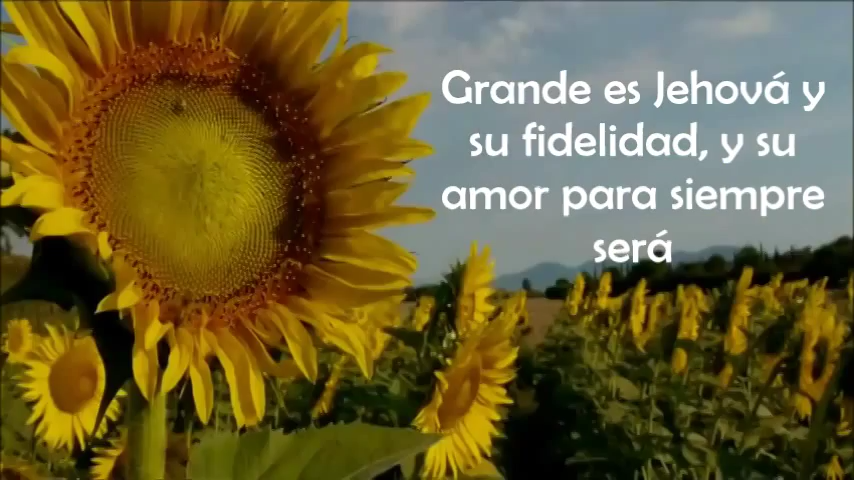 Grande es Jehová y
su fidelidad, y su
amor para siempre
será